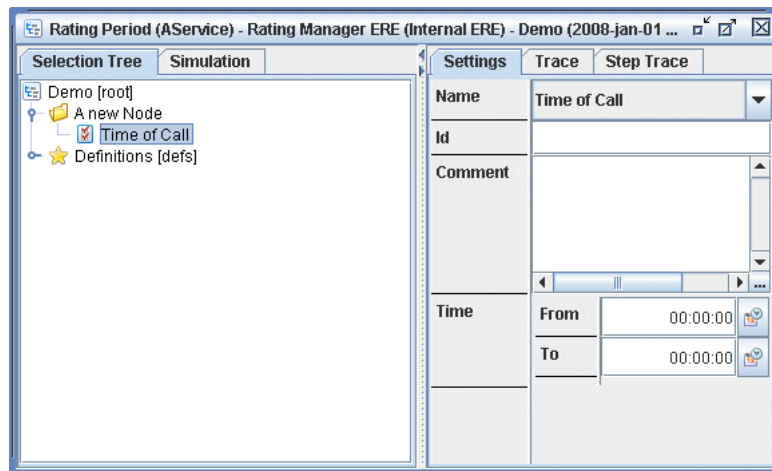 Rating Period (AService) - Rating Manager ERE (Internal ERE) - Demo (2008-jan-01 ...
Selection Tree Simulation
Demo [root]
A new Node
Time of Call
Definitions [defs]
Settings Trace Step Trace
Name Time of Call
Id
Comment
...
Time From 00:00:00
To 00:00:00